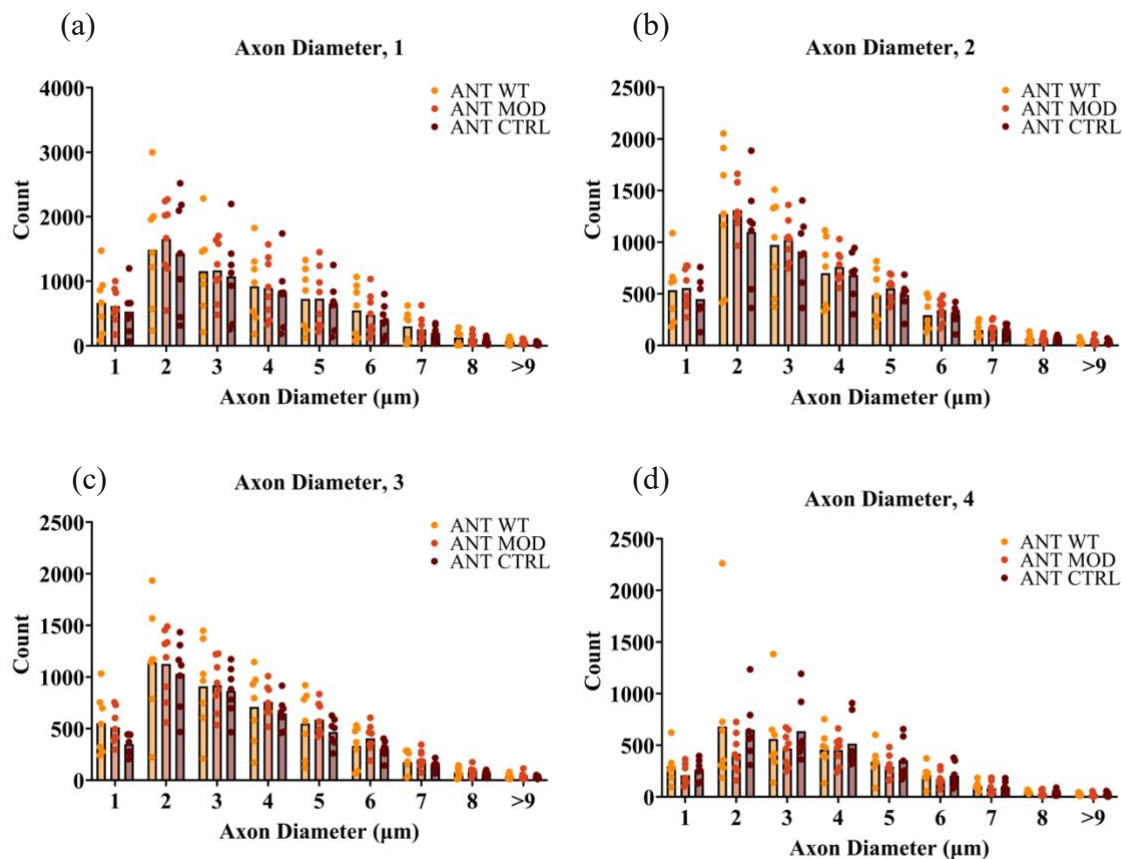 (a)
Axon Diameter, 1
ANT WT
ANT MOD
ANT CTRL
4000
3000
2000
1000
0
Count
1 2 3 4 5 6 7 8 >9
Axon Diameter (μm)
(b)
Axon Diameter, 2
ANT WT
ANT MOD
ANT CTRL
2500
2000
1500
1000
500
0
Count
1 2 3 4 5 6 7 8 >9
Axon Diameter (μm)
(c)
Axon Diameter, 3
ANT WT
ANT MOD
ANT CTRL
2500
2000
1500
1000
500
0
Count
1 2 3 4 5 6 7 8 >9
Axon Diameter (μm)
(d)
Axon Diameter, 4
ANT WT
ANT MOD
ANT CTRL
2500
2000
1500
1000
500
0
Count
1 2 3 4 5 6 7 8 >9
Axon Diameter (μm)